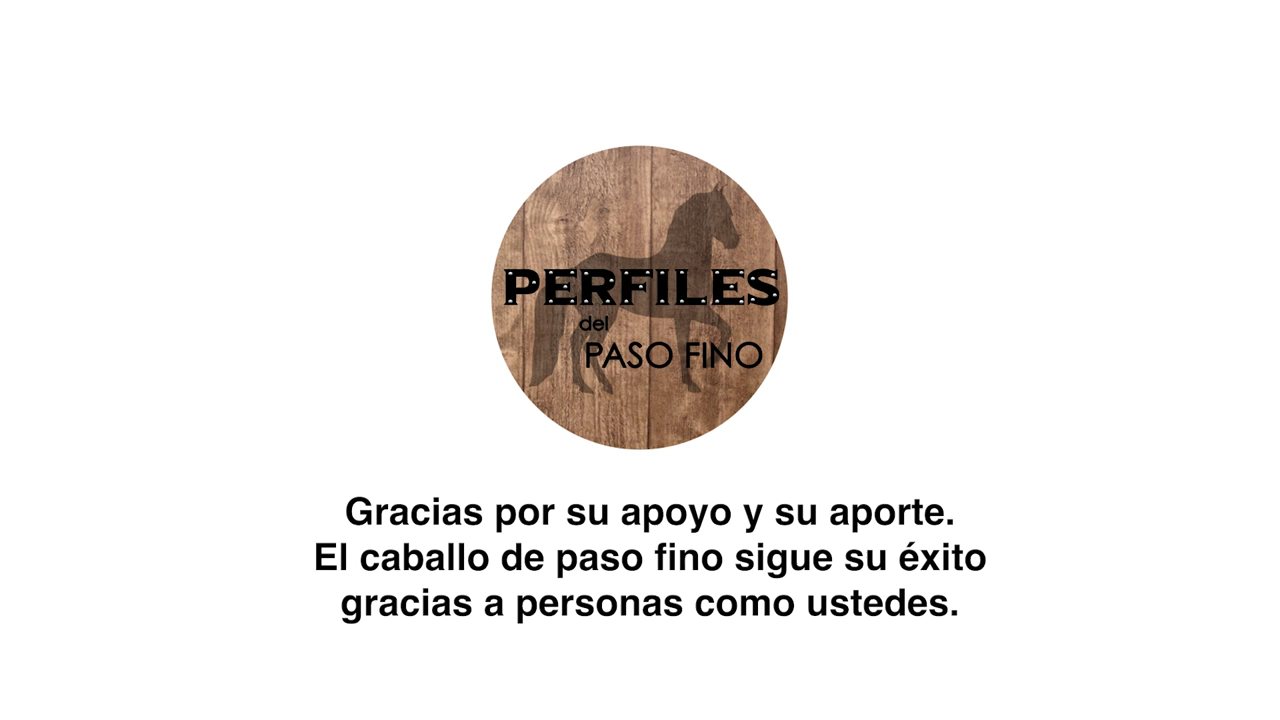 PERFILES
del
PASO FINO
Gracias por su apoyo y su aporte.
El caballo de paso fino sigue su éxito
gracias a personas como ustedes.